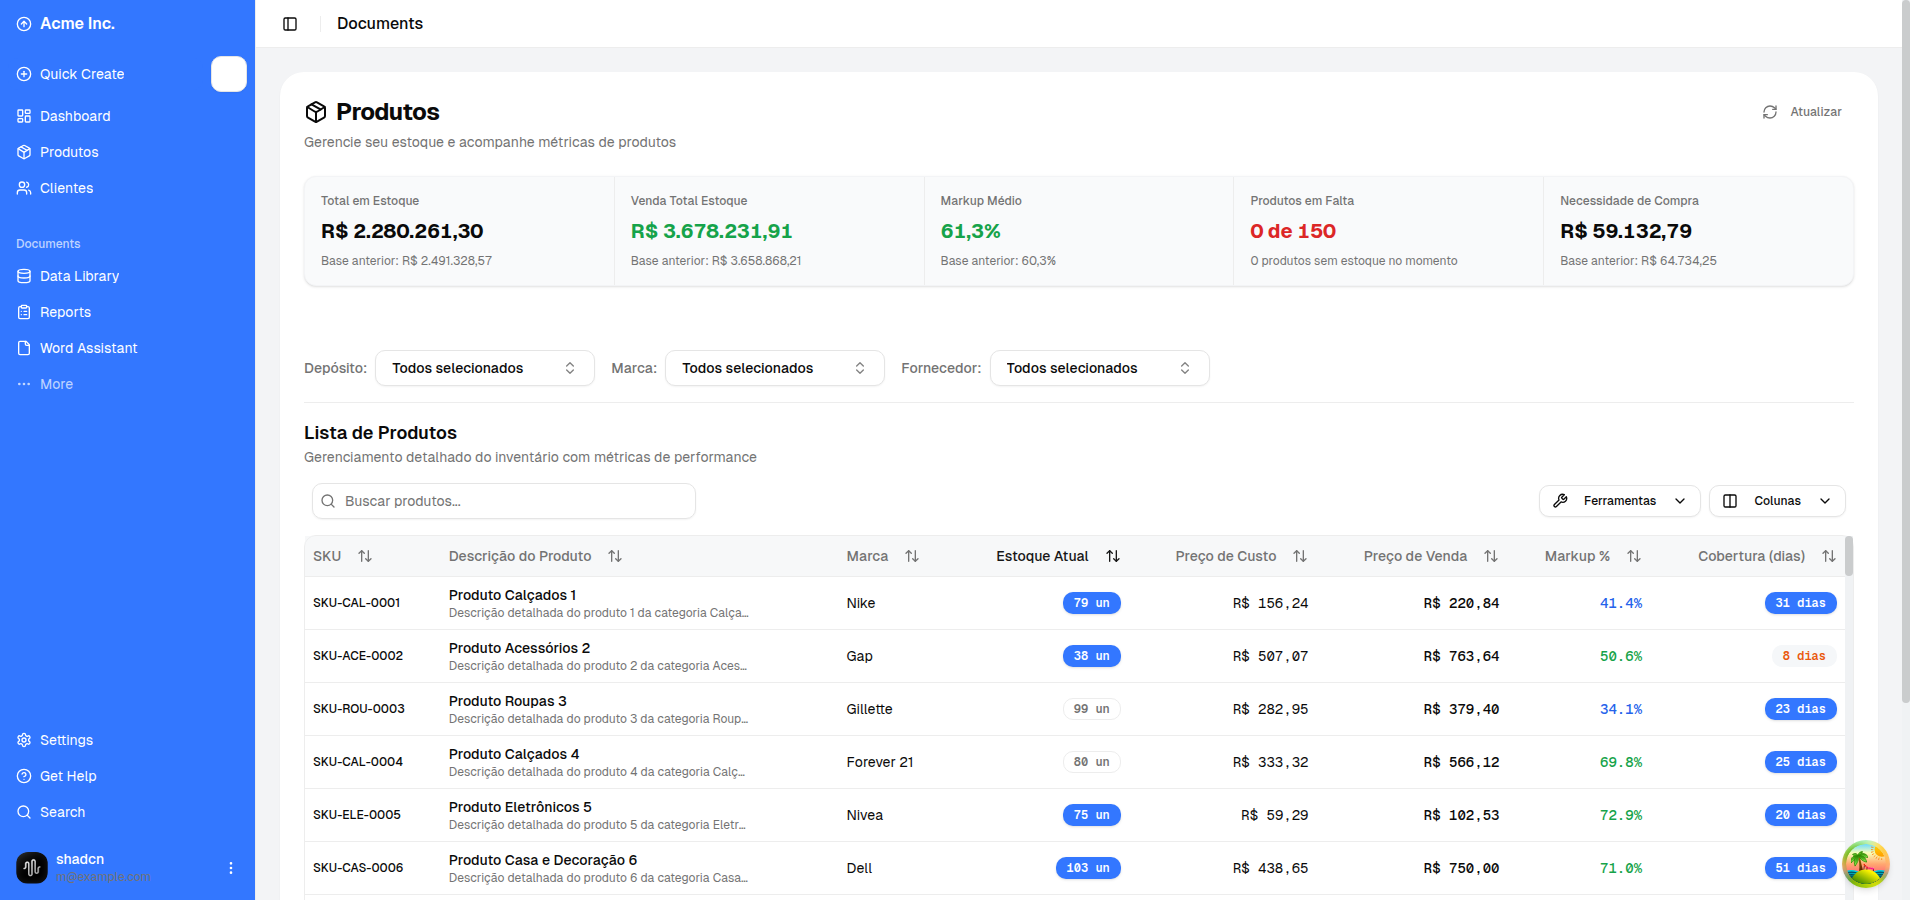 Acme Inc.
Quick Create
Dashboard
Produtos
Clientes
Documents
Data Library
Reports
Word Assistant
More
Settings
Get Help
Search
shadcn
m@example.com
Documents
Produtos
Atualizar
Gerencie seu estoque e acompanhe métricas de produtos
Total em Estoque
R$ 2.280.261,30
Base anterior: R$ 2.491.328,57
Venda Total Estoque
R$ 3.678.231,91
Base anterior: R$ 3.658.868,21
Markup Médio
61,3%
Base anterior: 60,3%
Produtos em Falta
0 de 150
0 produtos sem estoque no momento
Necessidade de Compra
R$ 59.132,79
Base anterior: R$ 64.734,25
Depósito: Todos selecionados Marca: Todos selecionados Fornecedor: Todos selecionados
Lista de Produtos
Gerenciamento detalhado do inventário com métricas de performance
Buscar produtos...
Ferramentas
Colunas
SKU Descrição do Produto Marca Estoque Atual Preço de Custo Preço de Venda Markup % Cobertura (dias)
SKU-CAL-0001 Produto Calçados 1 Nike 79 un R$ 156,24 R$ 220,84 41.4% 31 dias
Descrição detalhada do produto 1 da categoria Calça...
SKU-ACE-0002 Produto Acessórios 2 Gap 38 un R$ 507,07 R$ 763,64 50.6% 8 dias
Descrição detalhada do produto 2 da categoria Aces...
SKU-ROU-0003 Produto Roupas 3 Gillette 99 un R$ 282,95 R$ 379,40 34.1% 23 dias
Descrição detalhada do produto 3 da categoria Roup...
SKU-CAL-0004 Produto Calçados 4 Forever 21 80 un R$ 333,32 R$ 566,12 69.8% 25 dias
Descrição detalhada do produto 4 da categoria Calç...
SKU-ELE-0005 Produto Eletrônicos 5 Nivea 75 un R$ 59,29 R$ 102,53 72.9% 20 dias
Descrição detalhada do produto 5 da categoria Eletr...
SKU-CAS-0006 Produto Casa e Decoração 6 Dell 103 un R$ 438,65 R$ 750,00 71.0% 51 dias
Descrição detalhada do produto 6 da categoria Casa...